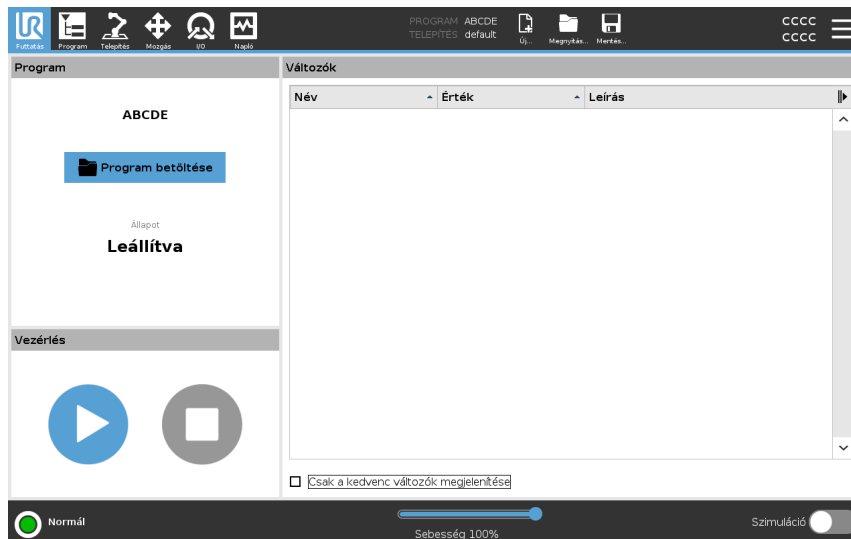 UR
Futtatás
Program
Telepítés
Mozgás
I/O
Napló
PROGRAM ABCDE
TELEPÍTÉS default
Új...
Megnyitás...
Mentés...
CCCC
CCCC
Program
Változók
Név
Érték
Leírás
ABCDE
Program betöltése
Állapot
Leállítva
Vezérlés
Csak a kedvenc változók megjelenítése
Normál
Sebesség 100%
Szimuláció